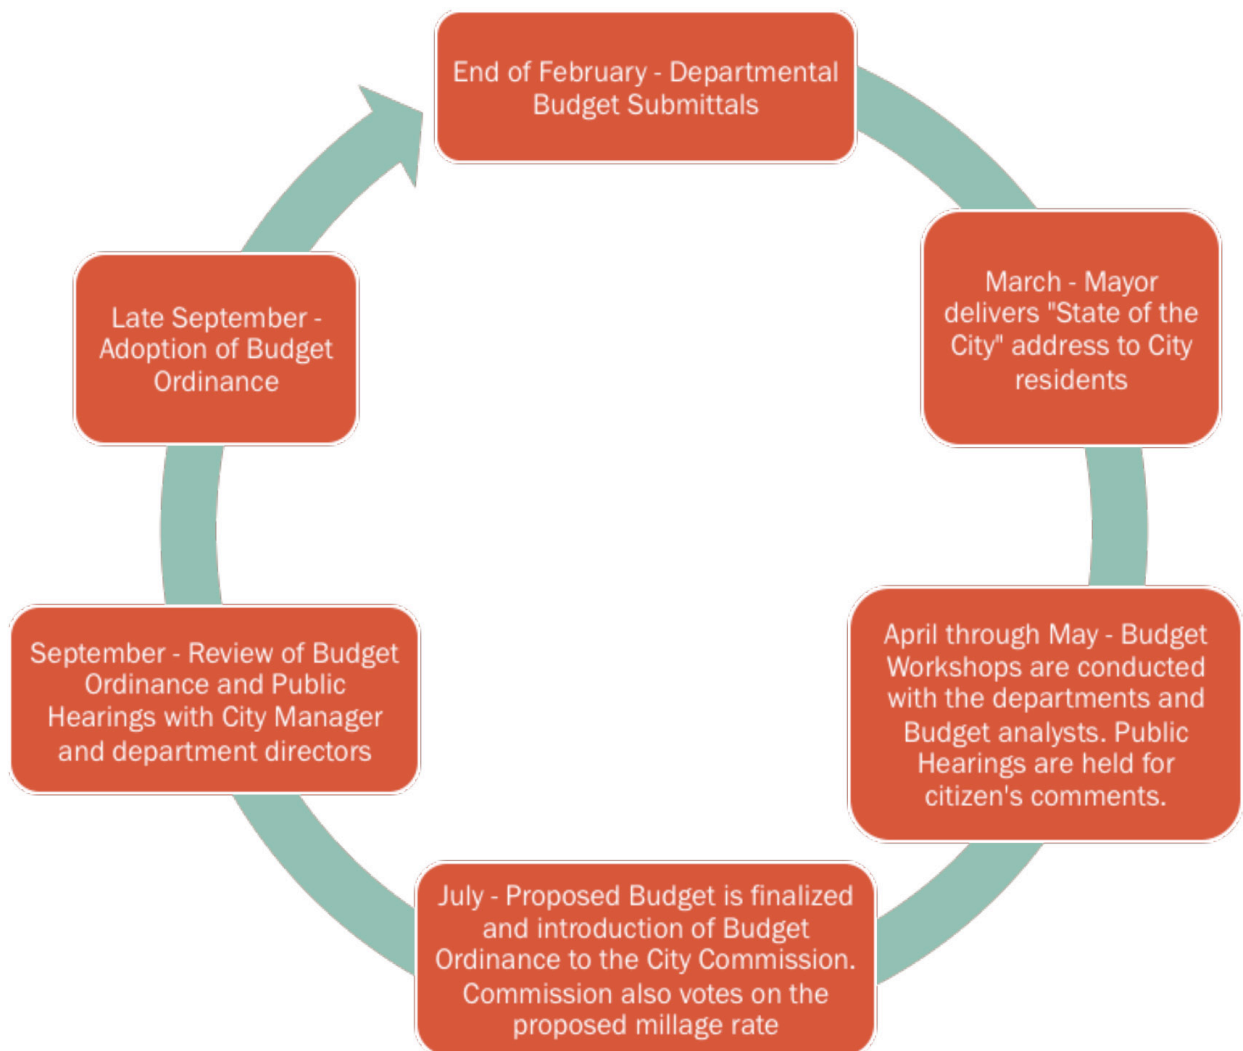 End of February - Departmental
Budget Submittals
March - Mayor
delivers "State of the
City" address to City
residents
April through May - Budget
Workshops are conducted
with the departments and
Budget analysts. Public
Hearings are held for
citizen's comments.
July - Proposed Budget is finalized
and introduction of Budget
Ordinance to the City Commission.
Commission also votes on the
proposed millage rate
September - Review of Budget
Ordinance and Public
Hearings with City Manager
and department directors
Late September -
Adoption of Budget
Ordinance